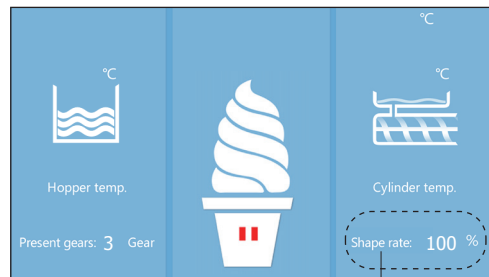 ℃
℃
℃
Hopper temp.
Cylinder temp.
Present gears: 3 Gear
Shape rate: 100 %